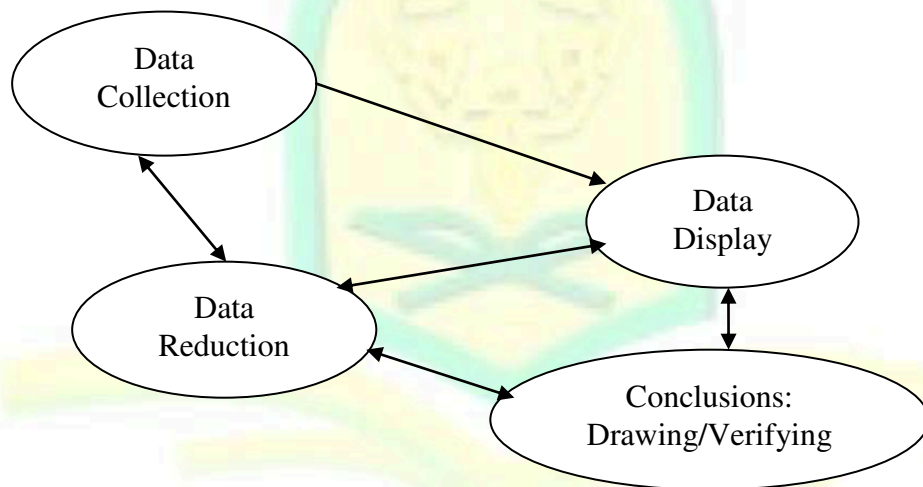 Data
Collection
Data
Display
Data
Reduction
Conclusions:
Drawing/Verifying